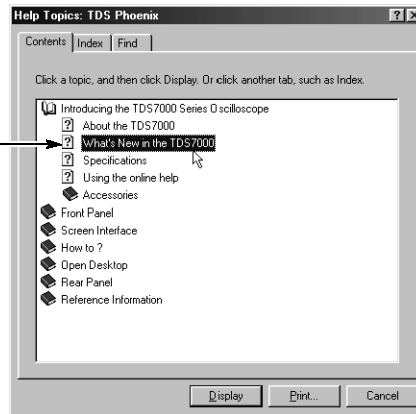 Help Topics: TDS Phoenix
Contents Index Find
Click a topic, and then click Display. Or click another tab, such as Index.
Introducing the TDS7000 Series Oscilloscope
About the TDS7000
What's New in the TDS7000
Specifications
Using the online help
Accessories
Front Panel
Screen Interface
How to ?
Open Desktop
Rear Panel
Reference Information
Display Print... Cancel